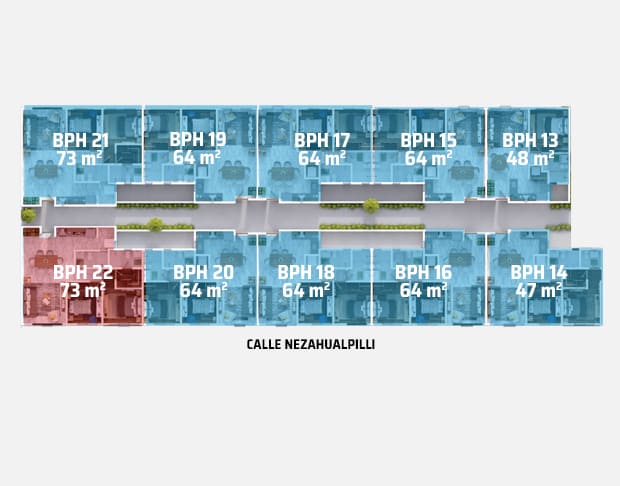 BPH 21
73 m²
BPH 19
64 m²
BPH 17
64 m²
BPH 15
64 m²
BPH 13
48 m²
BPH 22
73 m²
BPH 20
64 m²
BPH 18
64 m²
BPH 16
64 m²
BPH 14
47 m²
CALLE NEZAHUALPILLI